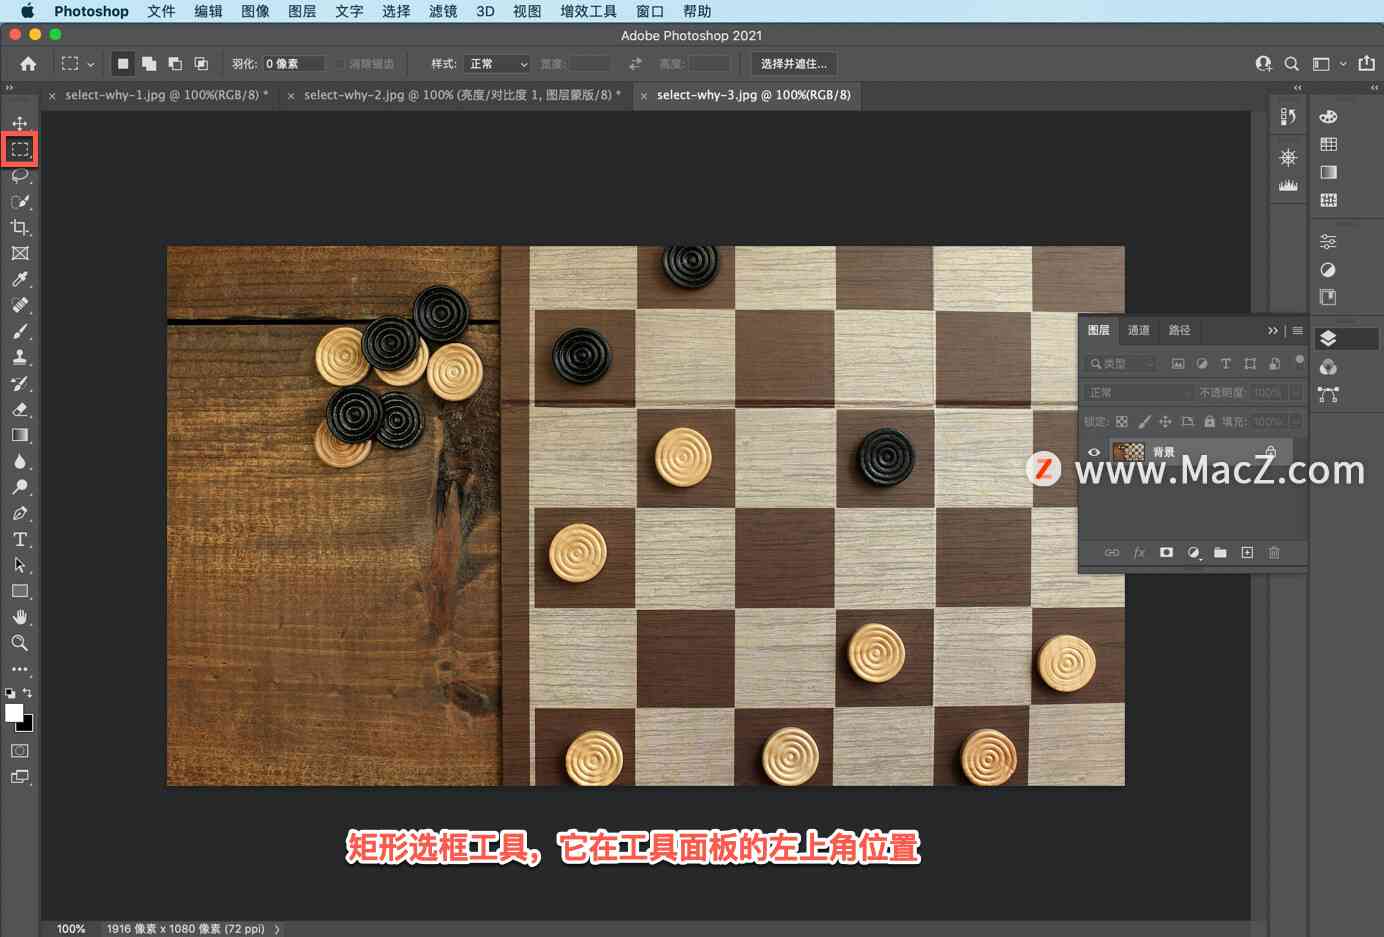 Photoshop 文件 编辑 图像 图层 文字 选择 滤镜 3D 视图 增效工具 窗口 帮助
Adobe Photoshop 2021
羽化: 0 像素 消除锯齿 样式: 正常 宽度: 高度: 选择并遮住...
select-why-1.jpg @ 100%(RGB/8) * select-why-2.jpg @ 100% (亮度/对比度 1, 图层蒙版/8) * select-why-3.jpg @ 100%(RGB/8)
图层 通道 路径
类型
正常 不透明度: 100%
锁定: 填充: 100%
背景
Z www.MacZ.com
fx
矩形选框工具，它在工具面板的左上角位置
100% 1916 像素 x 1080 像素 (72 ppi)